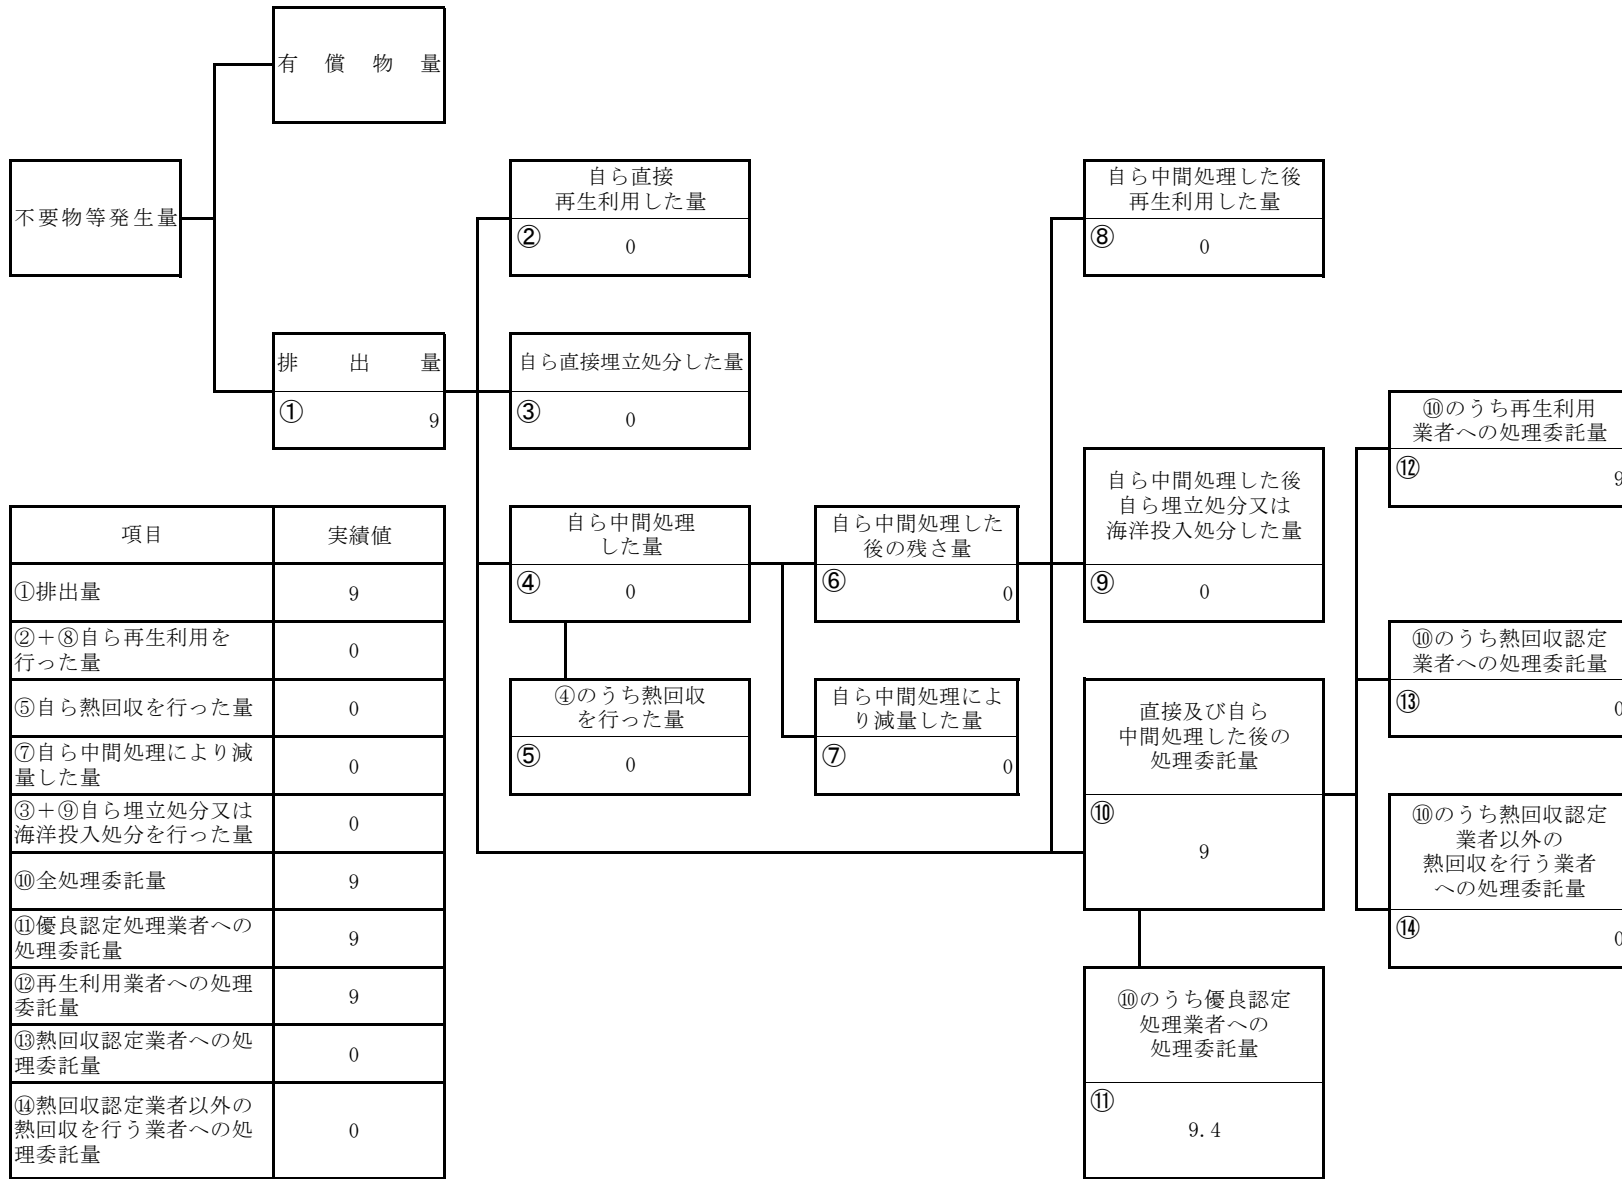 有償物量
不要物等発生量
自ら直接
再生利用した量
②
0
自ら中間処理した後
再生利用した量
⑧
0
排出量
①
9
自ら直接埋立処分した量
③
0
⑩のうち再生利用
業者への処理委託量
⑫
9
自ら中間処理した後
自ら埋立処分又は
海洋投入処分した量
⑨
0
自ら中間処理
した量
④
0
自ら中間処理した
後の残さ量
⑥
0
⑩のうち熱回収認定
業者への処理委託量
⑬
0
④のうち熱回収
を行った量
⑤
0
自ら中間処理によ
り減量した量
⑦
0
直接及び自ら
中間処理した後の
処理委託量
⑩
9
⑩のうち熱回収認定
業者以外の
熱回収を行う業者
への処理委託量
⑭
0
⑩のうち優良認定
処理業者への
処理委託量
⑪
9.4
項目 実績値
①排出量 9
②+⑧自ら再生利用を
行った量 0
⑤自ら熱回収を行った量 0
⑦自ら中間処理により減
量した量 0
③+⑨自ら埋立処分又は
海洋投入処分を行った量 0
⑩全処理委託量 9
⑪優良認定処理業者への
処理委託量 9
⑫再生利用業者への処理
委託量 9
⑬熱回収認定業者への処
理委託量 0
⑭熱回収認定業者以外の
熱回収を行う業者への処
理委託量 0